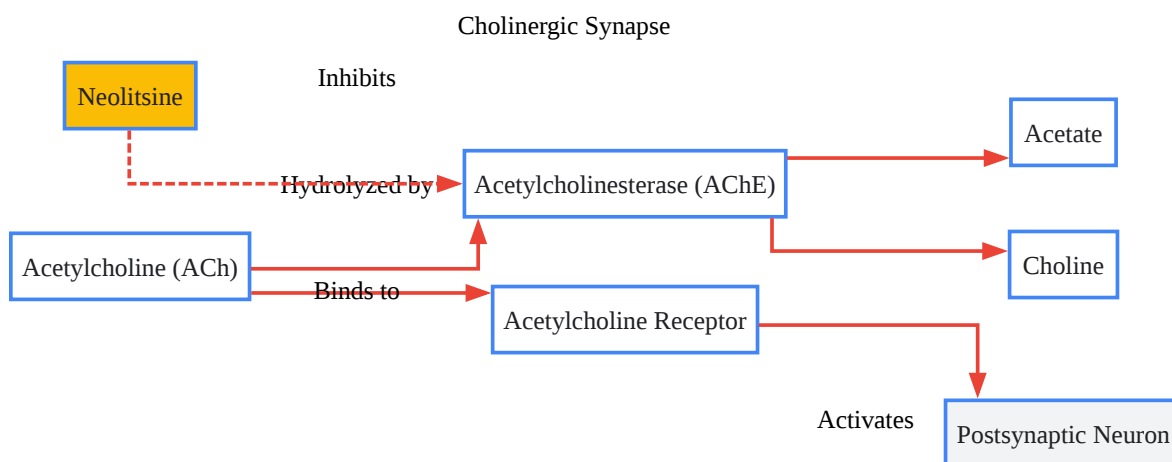 Cholinergic Synapse
Inhibits
Neolitsine
Acetate
Hydrolyzed by
Acetylcholinesterase (AChE)
Acetylcholine (ACh)
Choline
Binds to
Acetylcholine Receptor
Activates
Postsynaptic Neuron